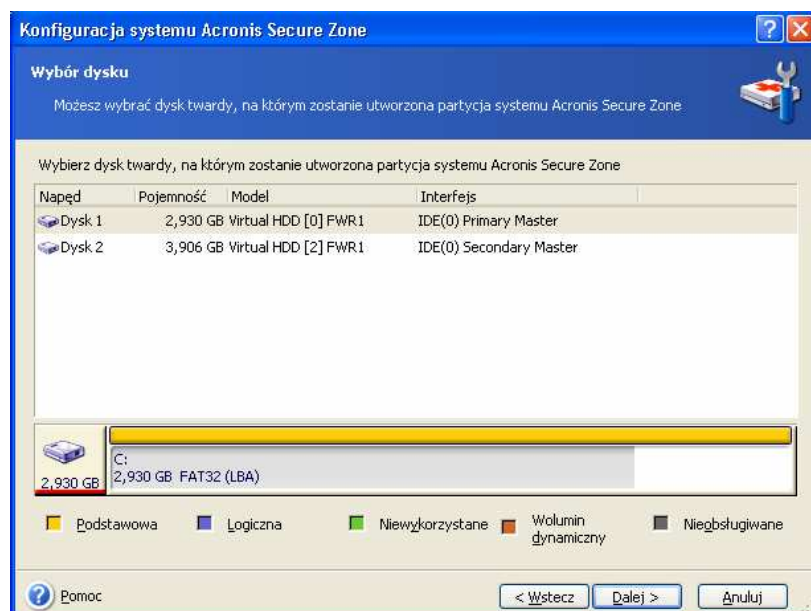 Konfiguracja systemu Acronis Secure Zone
Wybór dysku
Możesz wybrać dysk twardy, na którym zostanie utworzona partycja systemu Acronis Secure Zone
Wybierz dysk twardy, na którym zostanie utworzona partycja systemu Acronis Secure Zone
Napęd Pojemność Model Interfejs
Dysk 1 2,930 GB Virtual HDD [0] FWR1 IDE(0) Primary Master
Dysk 2 3,906 GB Virtual HDD [2] FWR1 IDE(0) Secondary Master
C:
2,930 GB 2,930 GB FAT32 (LBA)
Podstawowa Logiczna Niewykorzystane Wolumin dynamiczny Nieobsługiwane
Pomoc < Wstecz Dalej > Anuluj